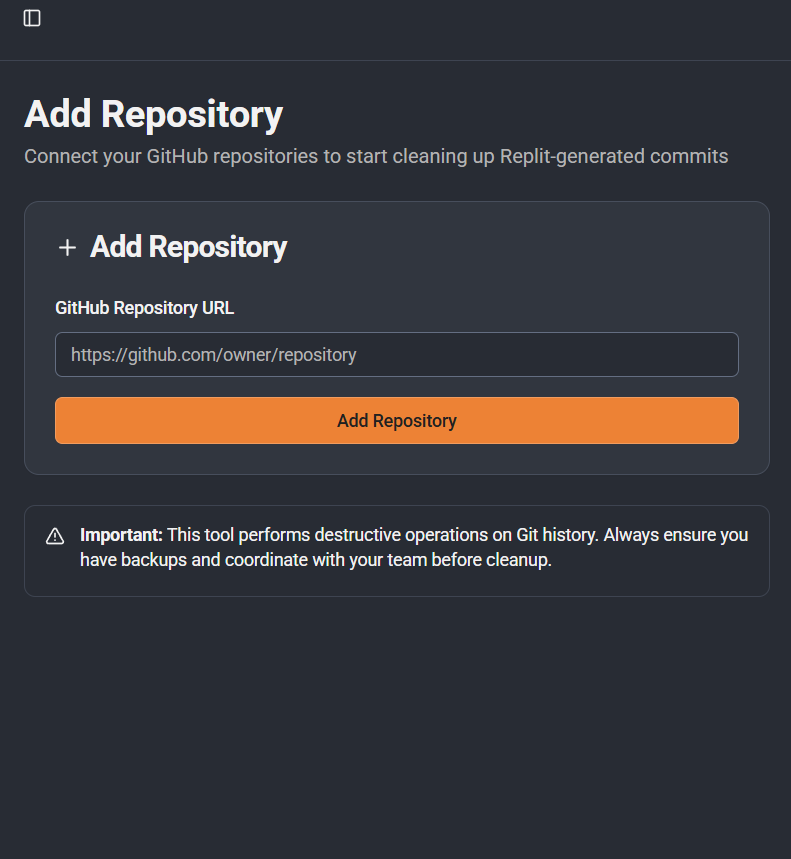 Add Repository
Connect your GitHub repositories to start cleaning up Replit-generated commits
Add Repository
GitHub Repository URL
https://github.com/owner/repository
Add Repository
Important: This tool performs destructive operations on Git history. Always ensure you
have backups and coordinate with your team before cleanup.